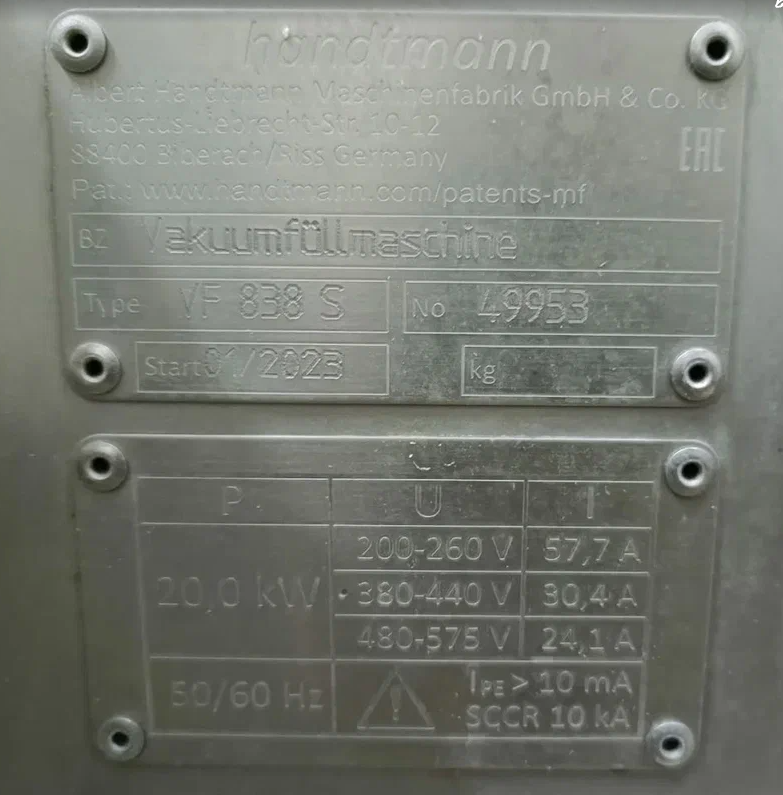 handtmann
Albert Handtmann Maschinenfabrik GmbH & Co. KG
Hubertus-Liebrecht-Str. 10-12
88400 Biberach/Riss Germany
EAC
Pat.: www.handtmann.com/patents-mf
BZ Vakuumfüllmaschine
Type VF 838 S No 49953
Start 01/2023 kg
P U I
20,0 kW
200-260 V 57,7 A
380-440 V 30,4 A
480-575 V 24,1 A
50/60 Hz
IPE > 10 mA
SCCR 10 kA